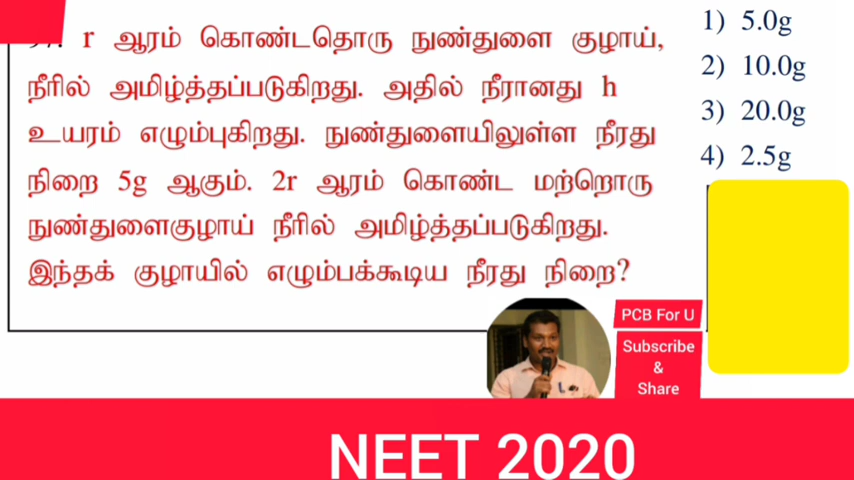 r ஆரம் கொண்டதொரு நுண்துளை குழாய்,
நீரில் அமிழ்த்தப்படுகிறது. அதில் நீரானது h
உயரம் எழும்புகிறது. நுண்துளையிலுள்ள நீரது
நிறை 5g ஆகும். 2r ஆரம் கொண்ட மற்றொரு
நுண்துளைகுழாய் நீரில் அமிழ்த்தப்படுகிறது.
இந்தக் குழாயில் எழும்பக்கூடிய நீரது நிறை?
1) 5.0g
2) 10.0g
3) 20.0g
4) 2.5g
PCB For U
Subscribe
&
Share
NEET 2020